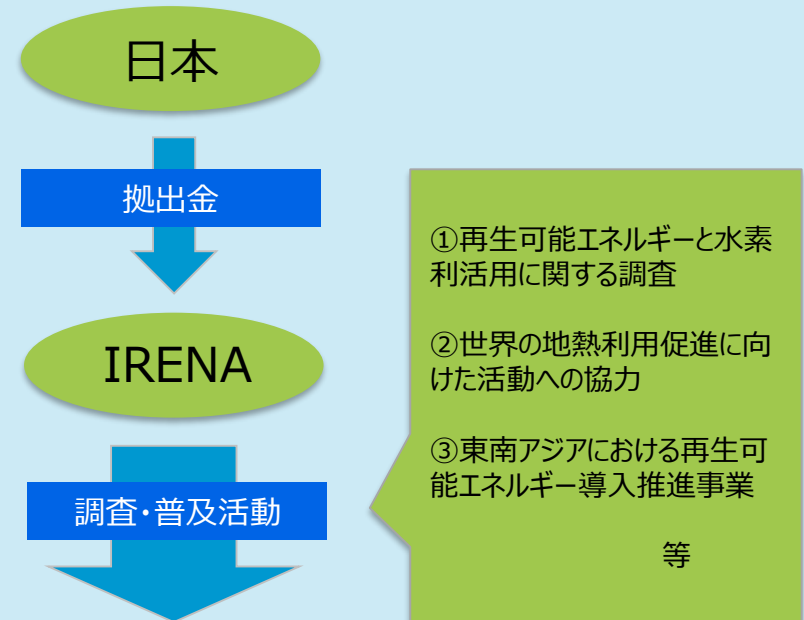 日本
拠出金
IRENA
調査・普及活動
①再生可能エネルギーと水素
利活用に関する調査
②世界の地熱利用促進に向
けた活動への協力
③東南アジアにおける再生可
能エネルギー導入推進事業
等